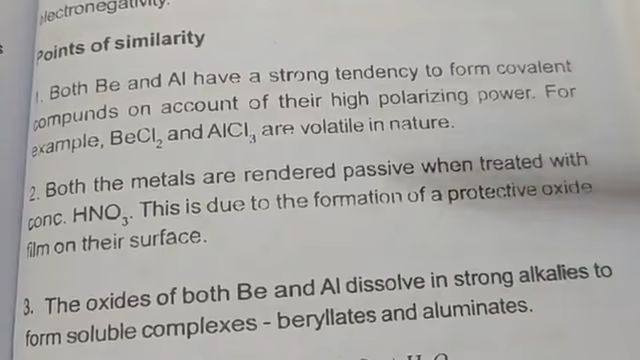 electronegativity.
Points of similarity
1. Both Be and Al have a strong tendency to form covalent
compunds on account of their high polarizing power. For
example, BeCl₂ and AlCl₃ are volatile in nature.
2. Both the metals are rendered passive when treated with
conc. HNO₃. This is due to the formation of a protective oxide
film on their surface.
3. The oxides of both Be and Al dissolve in strong alkalies to
form soluble complexes - beryllates and aluminates.